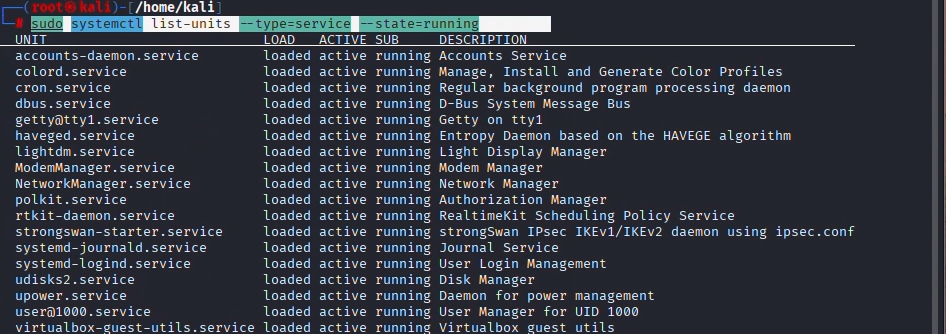 (root㉿kali)-[/home/kali]
# sudo systemctl list-units --type=service --state=running
UNIT LOAD ACTIVE SUB DESCRIPTION
accounts-daemon.service loaded active running Accounts Service
colord.service loaded active running Manage, Install and Generate Color Profiles
cron.service loaded active running Regular background program processing daemon
dbus.service loaded active running D-Bus System Message Bus
getty@tty1.service loaded active running Getty on tty1
haveged.service loaded active running Entropy Daemon based on the HAVEGE algorithm
lightdm.service loaded active running Light Display Manager
ModemManager.service loaded active running Modem Manager
NetworkManager.service loaded active running Network Manager
polkit.service loaded active running Authorization Manager
rtkit-daemon.service loaded active running RealtimeKit Scheduling Policy Service
strongswan-starter.service loaded active running strongSwan IPsec IKEv1/IKEv2 daemon using ipsec.conf
systemd-journald.service loaded active running Journal Service
systemd-logind.service loaded active running User Login Management
udisks2.service loaded active running Disk Manager
upower.service loaded active running Daemon for power management
user@1000.service loaded active running User Manager for UID 1000
virtualbox-guest-utils.service loaded active running Virtualbox guest utils